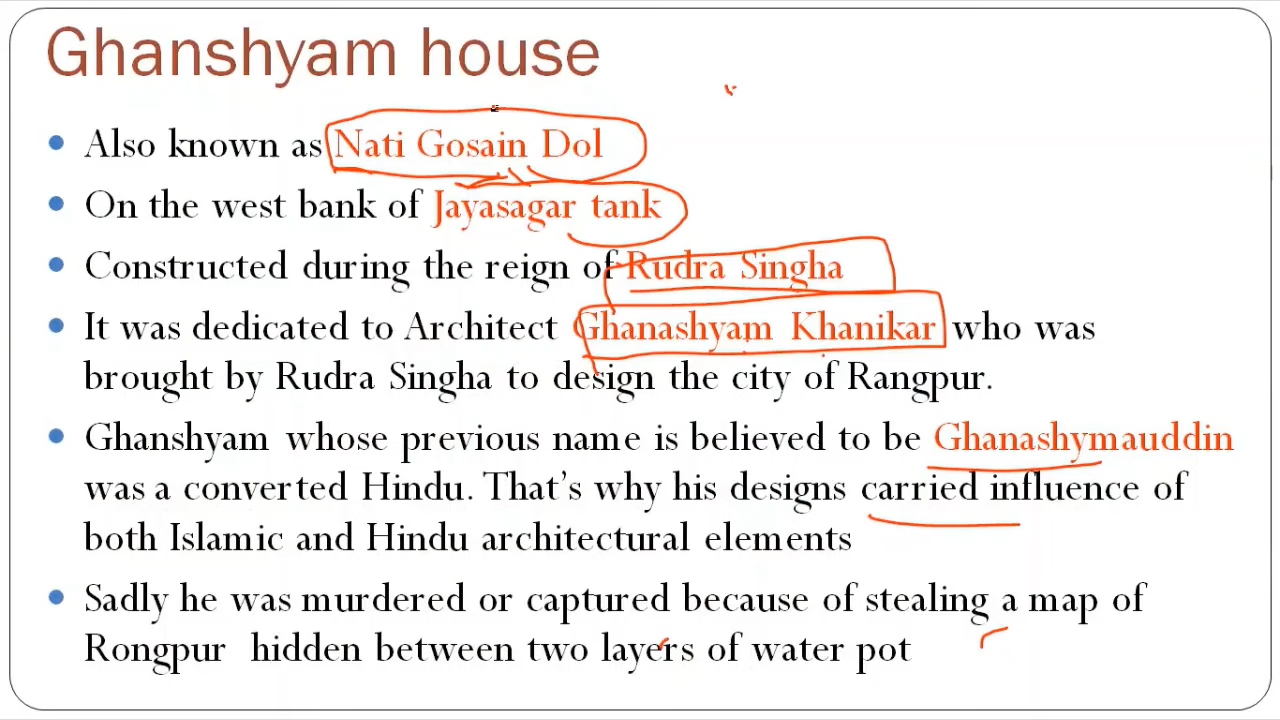 Ghanshyam house
• Also known as Nati Gosain Dol
• On the west bank of Jayasagar tank
• Constructed during the reign of Rudra Singha
• It was dedicated to Architect Ghanashyam Khanikar who was
brought by Rudra Singha to design the city of Rangpur.
• Ghanshyam whose previous name is believed to be Ghanashymauddin
was a converted Hindu. That's why his designs carried influence of
both Islamic and Hindu architectural elements
• Sadly he was murdered or captured because of stealing a map of
Rongpur hidden between two layers of water pot